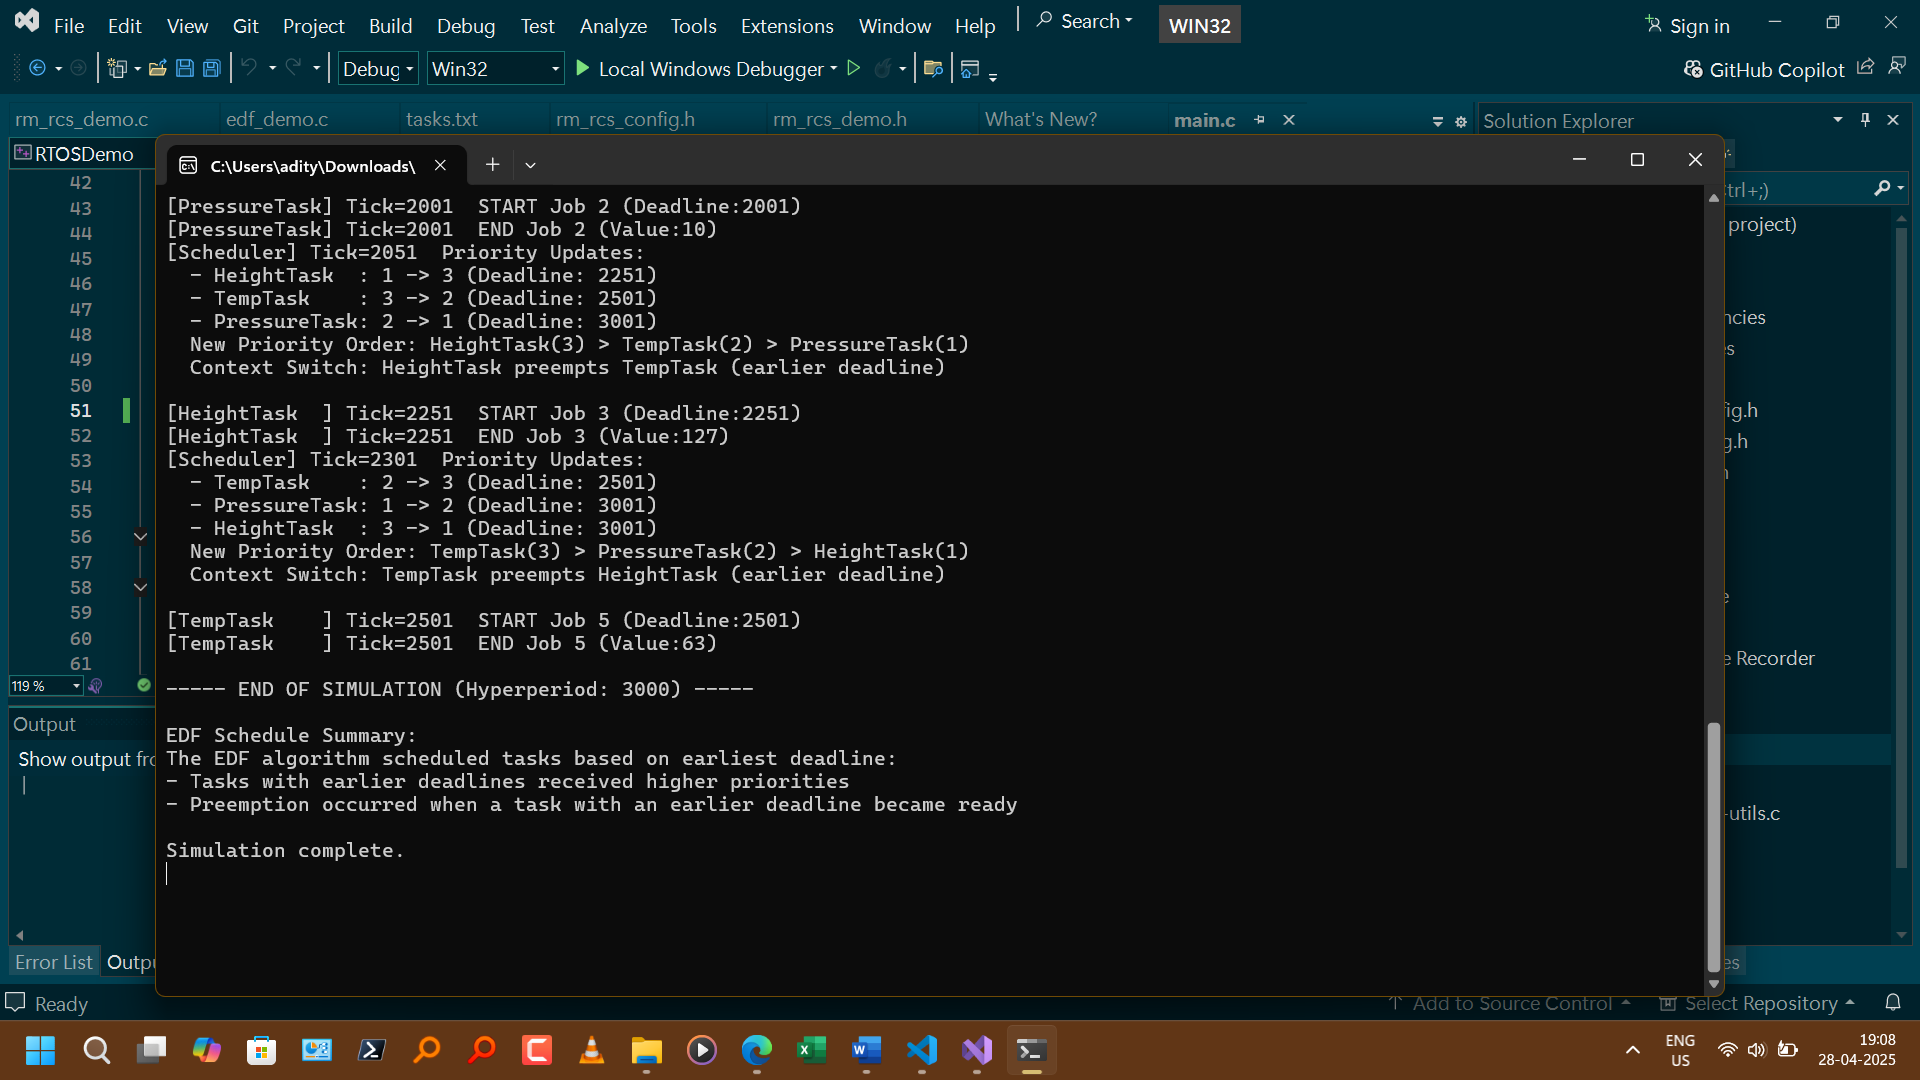 File Edit View Git Project Build Debug Test Analyze Tools Extensions Window Help Search WIN32 Sign in
Debug Win32 Local Windows Debugger GitHub Copilot
rm_rcs_demo.c edf_demo.c tasks.txt rm_rcs_config.h rm_rcs_demo.h What's New? main.c Solution Explorer
RTOSDemo
C:\Users\adity\Downloads\
trl+;)
project)
ncies
g.h
Recorder
-utils.c
42
43
44
45
46
47
48
49
50
51
52
53
54
55
56
57
58
59
60
61
119 %
[PressureTask] Tick=2001  START Job 2 (Deadline:2001)
[PressureTask] Tick=2001  END Job 2 (Value:10)
[Scheduler] Tick=2051  Priority Updates:
- HeightTask  : 1 -> 3 (Deadline: 2251)
- TempTask    : 3 -> 2 (Deadline: 2501)
- PressureTask: 2 -> 1 (Deadline: 3001)
New Priority Order: HeightTask(3) > TempTask(2) > PressureTask(1)
Context Switch: HeightTask preempts TempTask (earlier deadline)
[HeightTask  ] Tick=2251  START Job 3 (Deadline:2251)
[HeightTask  ] Tick=2251  END Job 3 (Value:127)
[Scheduler] Tick=2301  Priority Updates:
- TempTask    : 2 -> 3 (Deadline: 2501)
- PressureTask: 1 -> 2 (Deadline: 3001)
- HeightTask  : 3 -> 1 (Deadline: 3001)
New Priority Order: TempTask(3) > PressureTask(2) > HeightTask(1)
Context Switch: TempTask preempts HeightTask (earlier deadline)
[TempTask    ] Tick=2501  START Job 5 (Deadline:2501)
[TempTask    ] Tick=2501  END Job 5 (Value:63)
----- END OF SIMULATION (Hyperperiod: 3000) -----
EDF Schedule Summary:
The EDF algorithm scheduled tasks based on earliest deadline:
- Tasks with earlier deadlines received higher priorities
- Preemption occurred when a task with an earlier deadline became ready
Simulation complete.
Output
Show output fro
Error List Outpu
Ready Add to Source Control Select Repository
ENG 19:08
US 28-04-2025